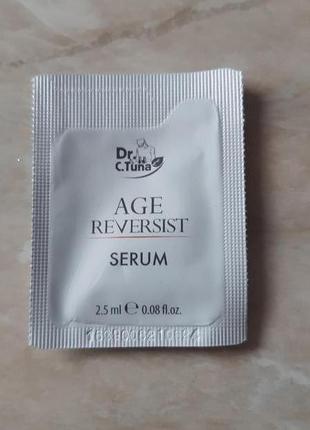 Dr.
C.Tuna
AGE
REVERSIST
SERUM
2.5 ml ℮ 0.08 fl.oz.